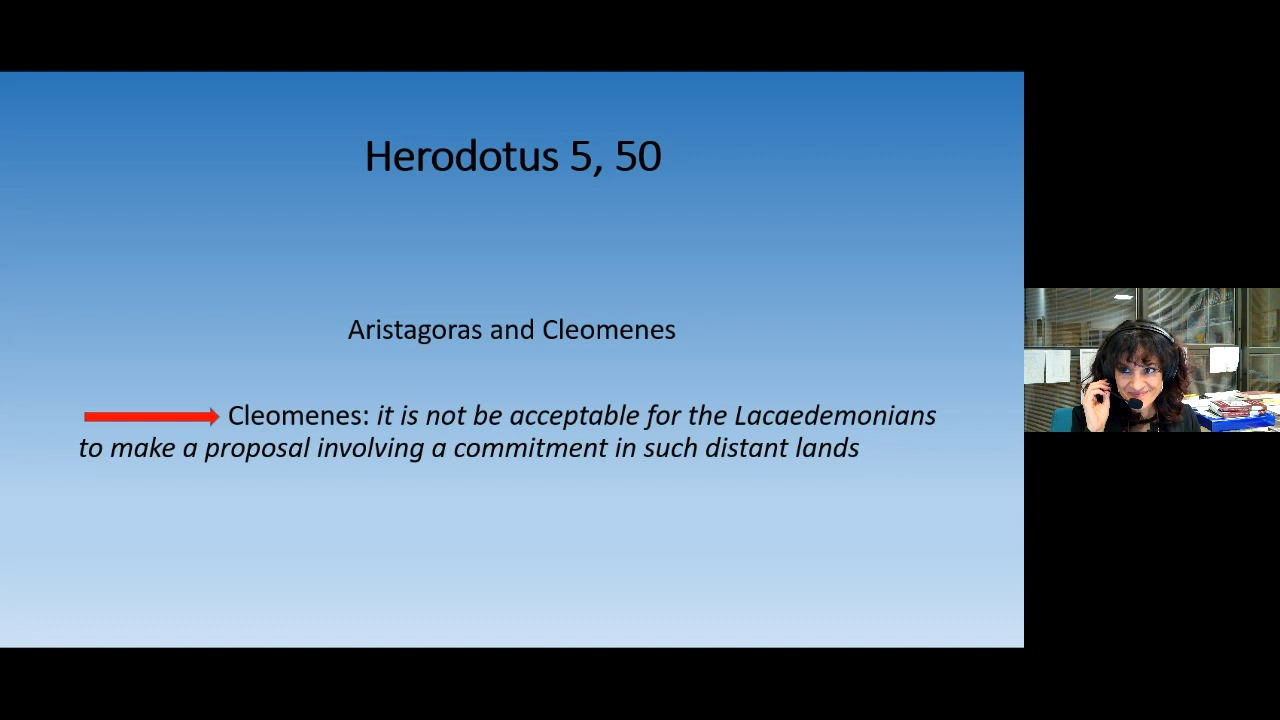 Herodotus 5, 50
Aristagoras and Cleomenes
Cleomenes: it is not be acceptable for the Lacaedemonians
to make a proposal involving a commitment in such distant lands